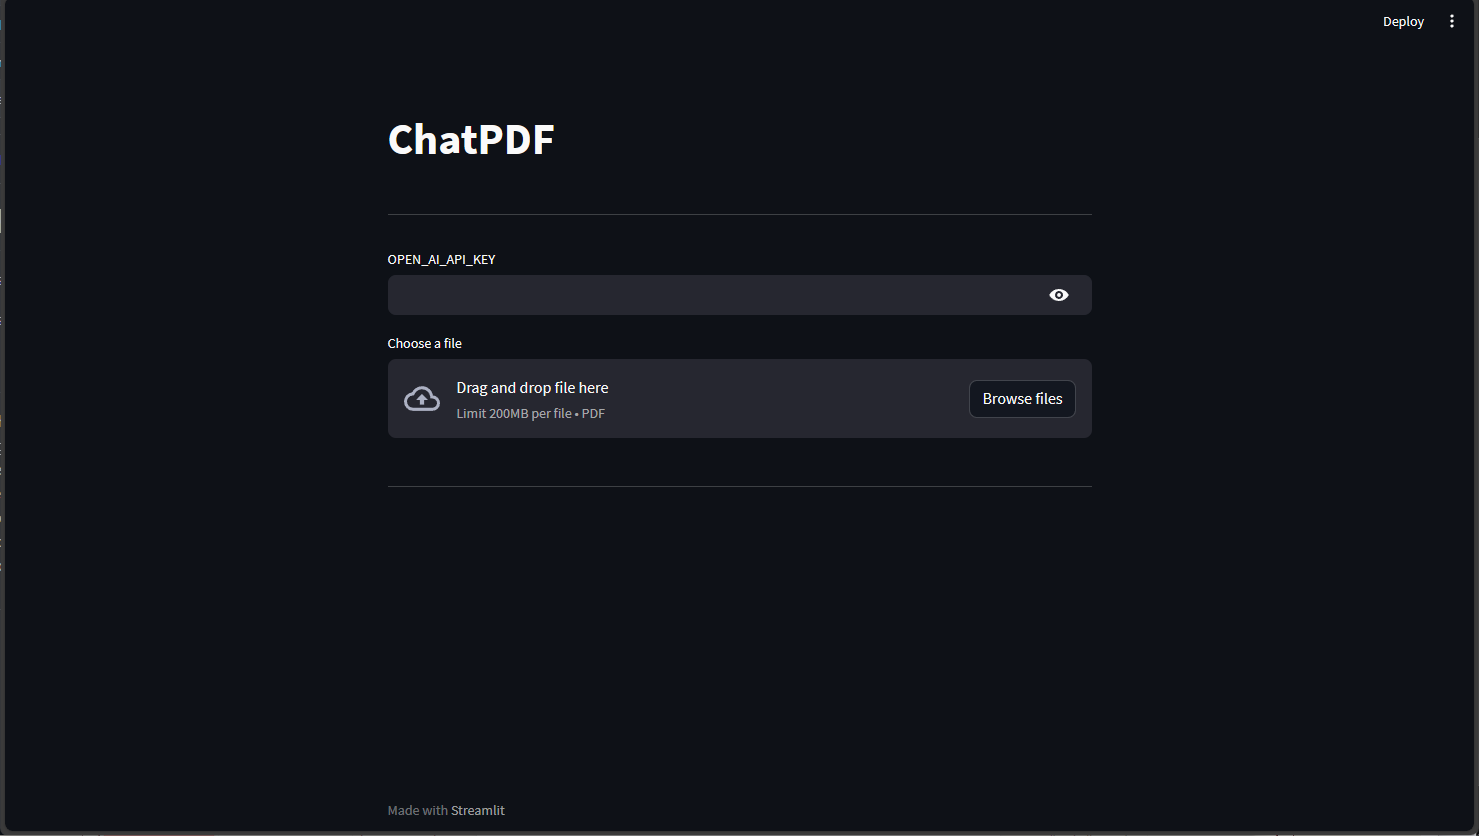 Deploy
ChatPDF
OPEN_AI_API_KEY
Choose a file
Drag and drop file here
Limit 200MB per file • PDF
Browse files
Made with Streamlit